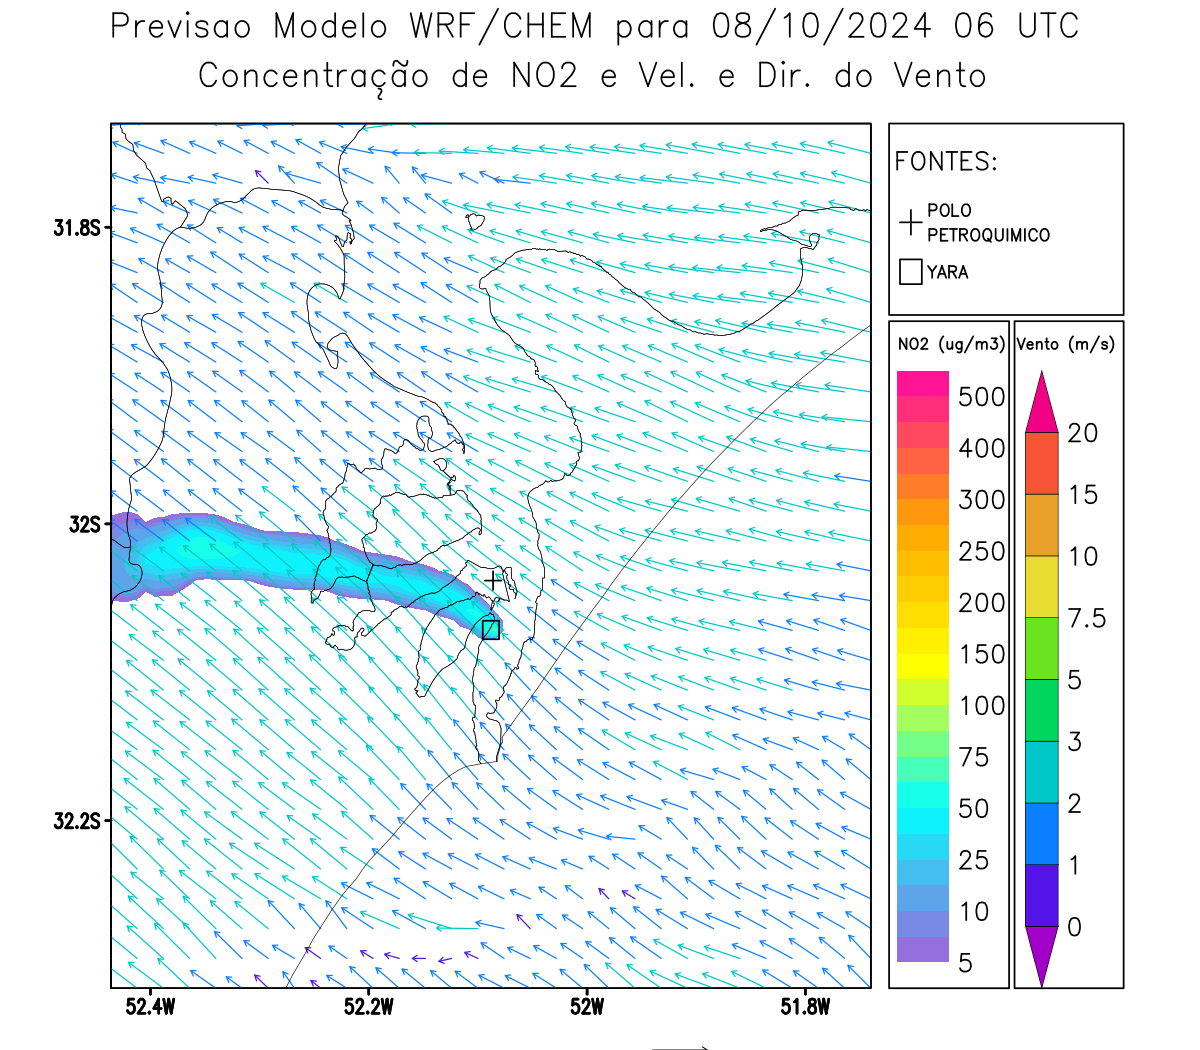 Previsao Modelo WRF/CHEM para 08/10/2024 06 UTC
Concentração de NO2 e Vel. e Dir. do Vento
FONTES:
POLO
PETROQUIMICO
YARA
31.8S
32S
32.2S
52.4W
52.2W
52W
51.8W
NO2 (ug/m3)
500
400
300
250
200
150
100
75
50
25
10
5
Vento (m/s)
20
15
10
7.5
5
3
2
1
0